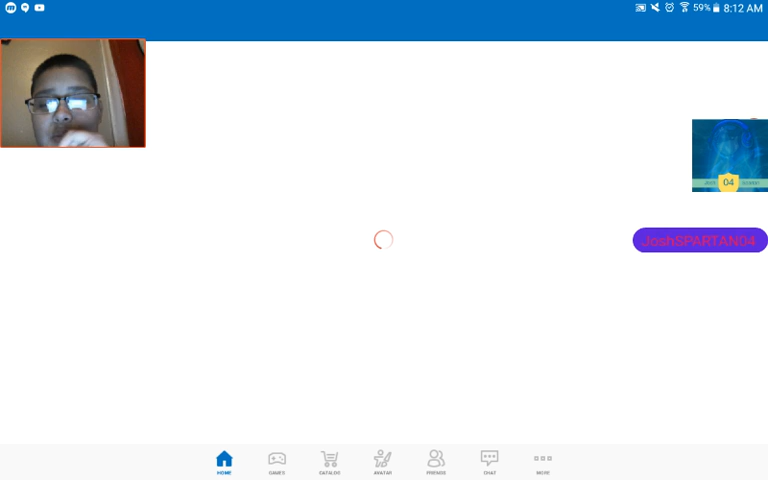 59% 8:12 AM
04
JoshSPARTAN04
HOME GAMES CATALOG AVATAR FRIENDS CHAT MORE